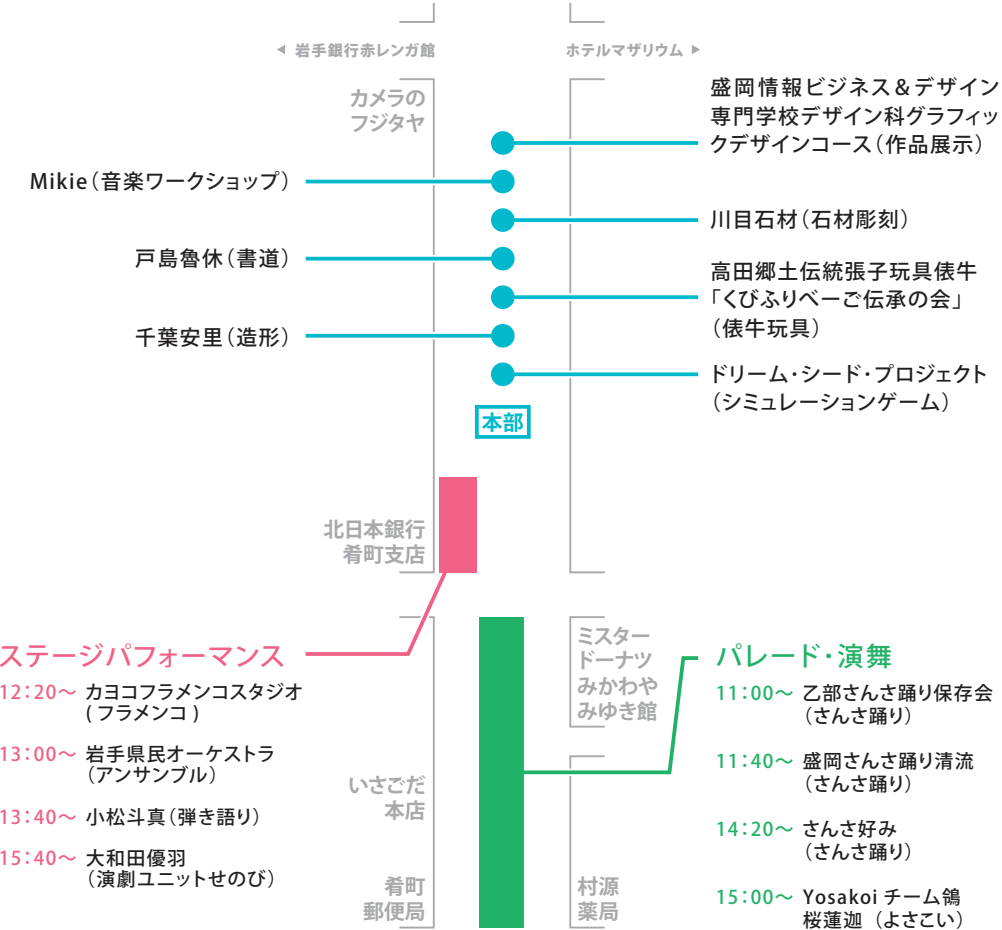 ◀ 岩手銀行赤レンガ館
ホテルマザリウム ▶
カメラの
フジタヤ
盛岡情報ビジネス&デザイン
専門学校デザイン科グラフィッ
クデザインコース(作品展示)
Mikie(音楽ワークショップ)
川目石材(石材彫刻)
戸島魯休(書道)
高田郷土伝統張子玩具俵牛
「くびふりべーご伝承の会」
(俵牛玩具)
千葉安里(造形)
ドリーム・シード・プロジェクト
(シミュレーションゲーム)
本部
北日本銀行
肴町支店
ステージパフォーマンス
12:20〜 カヨコフラメンコスタジオ
(フラメンコ)
13:00〜 岩手県民オーケストラ
(アンサンブル)
13:40〜 小松斗真(弾き語り)
15:40〜 大和田優羽
(演劇ユニットせのび)
いさごだ
本店
肴町
郵便局
ミスター
ドーナツ
みかわや
みゆき館
村源
薬局
パレード・演舞
11:00〜 乙部さんさ踊り保存会
(さんさ踊り)
11:40〜 盛岡さんさ踊り清流
(さんさ踊り)
14:20〜 さんさ好み
(さんさ踊り)
15:00〜 Yosakoi チーム鴿
桜蓮迦 (よさこい)